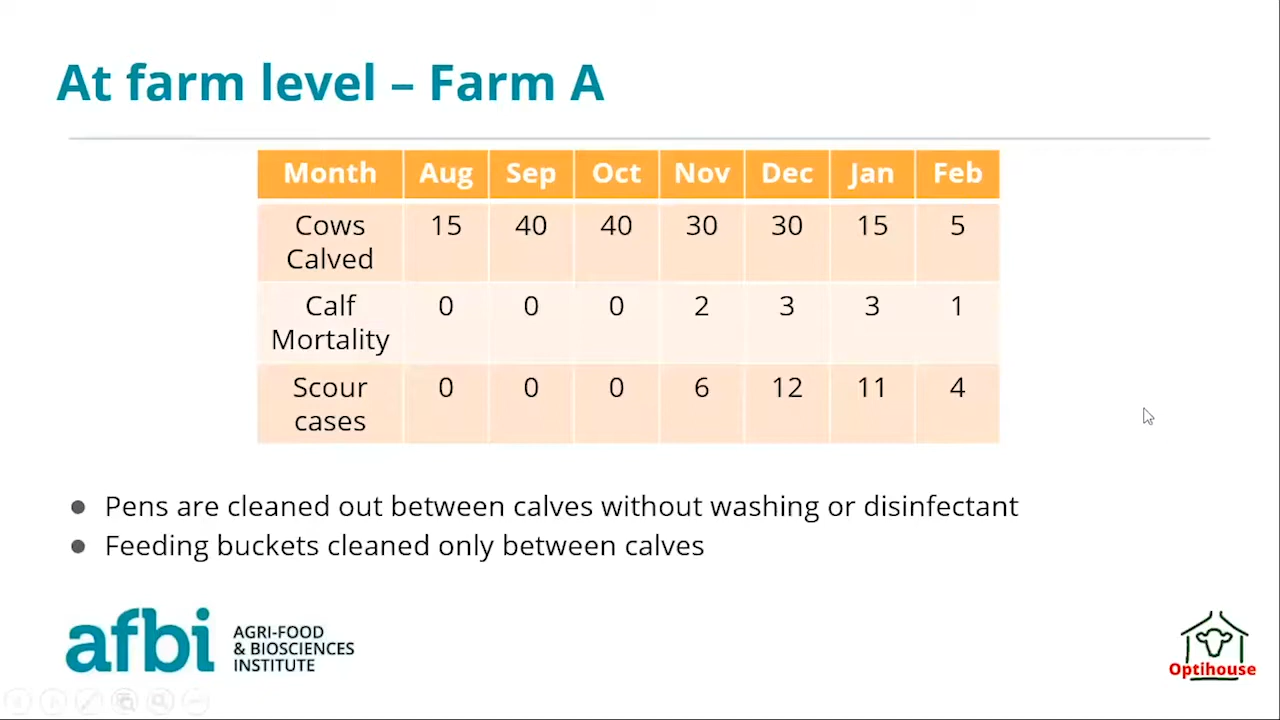 At farm level – Farm A
Month Aug Sep Oct Nov Dec Jan Feb
Cows Calved 15 40 40 30 30 15 5
Calf Mortality 0 0 0 2 3 3 1
Scour cases 0 0 0 6 12 11 4
● Pens are cleaned out between calves without washing or disinfectant
● Feeding buckets cleaned only between calves
afbi
AGRI-FOOD
& BIOSCIENCES
INSTITUTE
Optihouse